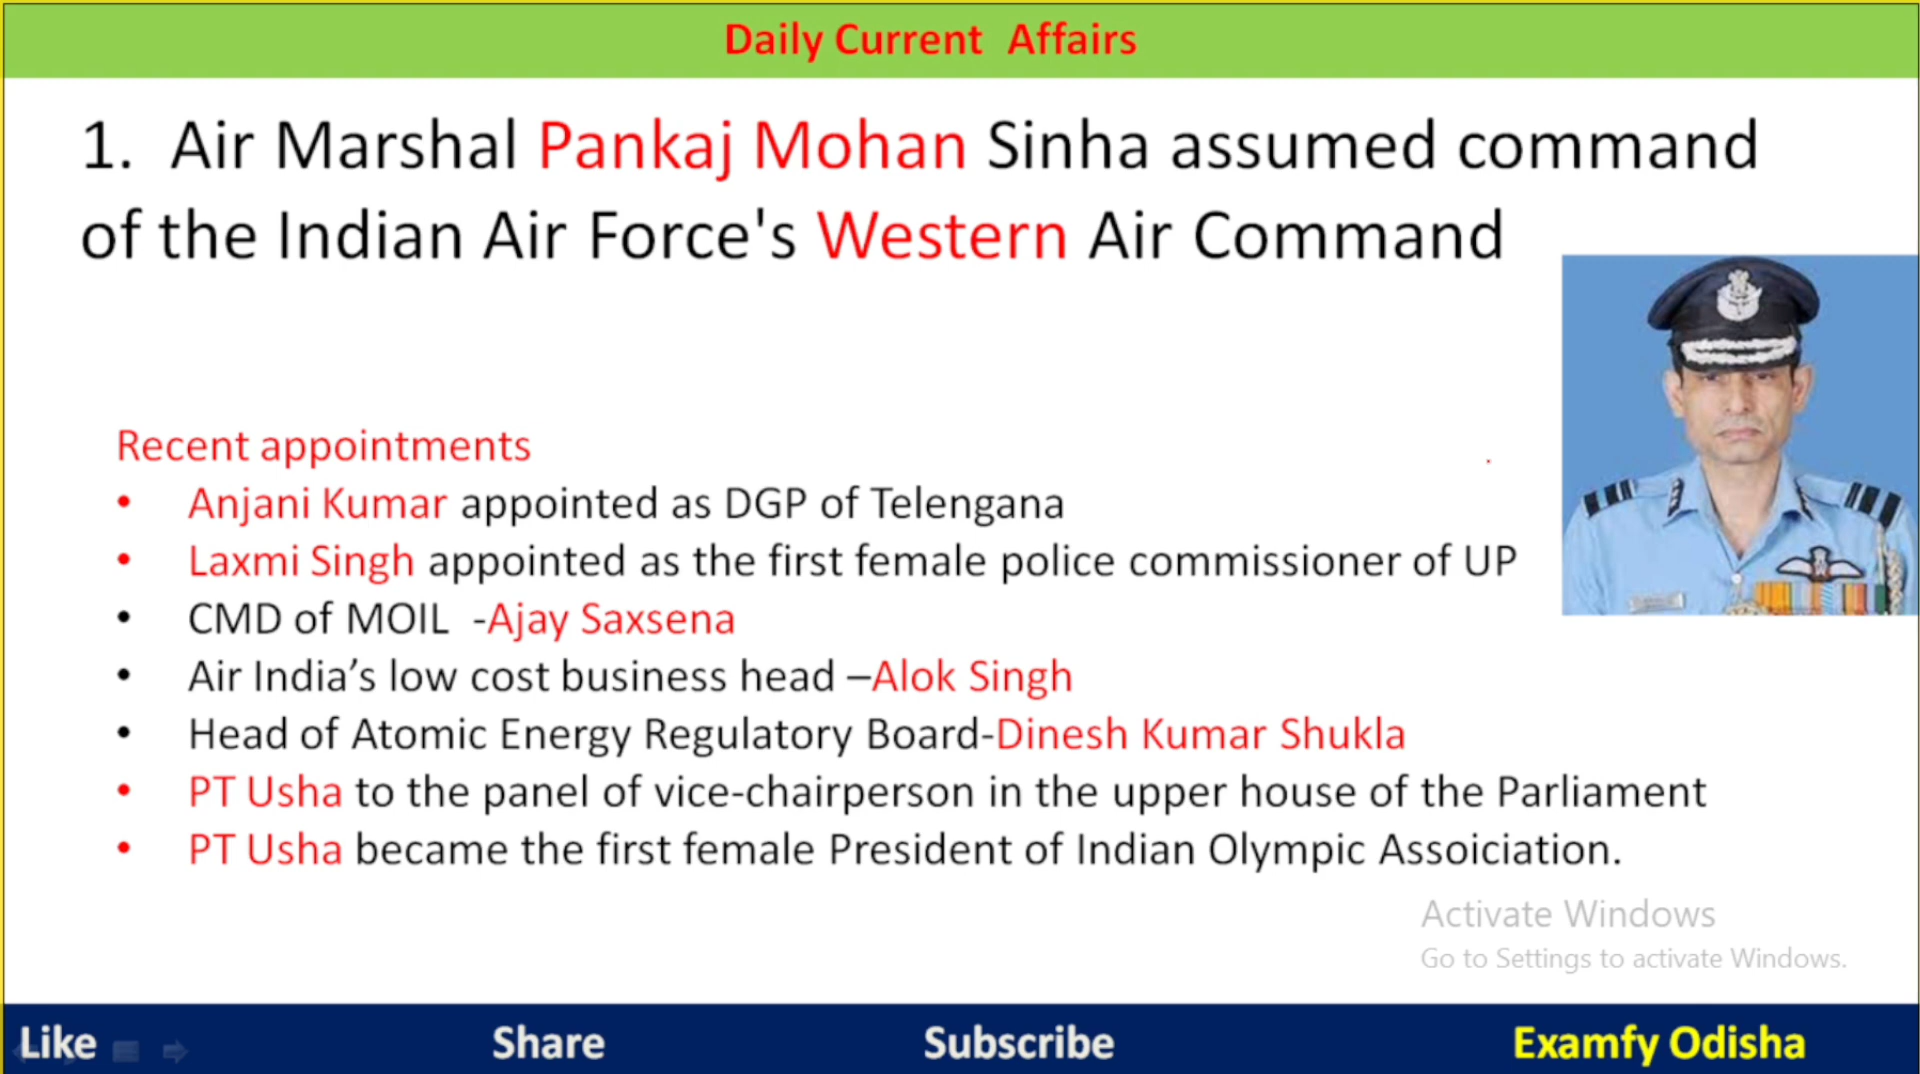 Daily Current Affairs
1. Air Marshal Pankaj Mohan Sinha assumed command
of the Indian Air Force's Western Air Command
Recent appointments
• Anjani Kumar appointed as DGP of Telengana
• Laxmi Singh appointed as the first female police commissioner of UP
• CMD of MOIL -Ajay Saxsena
• Air India’s low cost business head –Alok Singh
• Head of Atomic Energy Regulatory Board-Dinesh Kumar Shukla
• PT Usha to the panel of vice-chairperson in the upper house of the Parliament
• PT Usha became the first female President of Indian Olympic Assoiciation.
Activate Windows
Go to Settings to activate Windows.
Like Share Subscribe Examfy Odisha